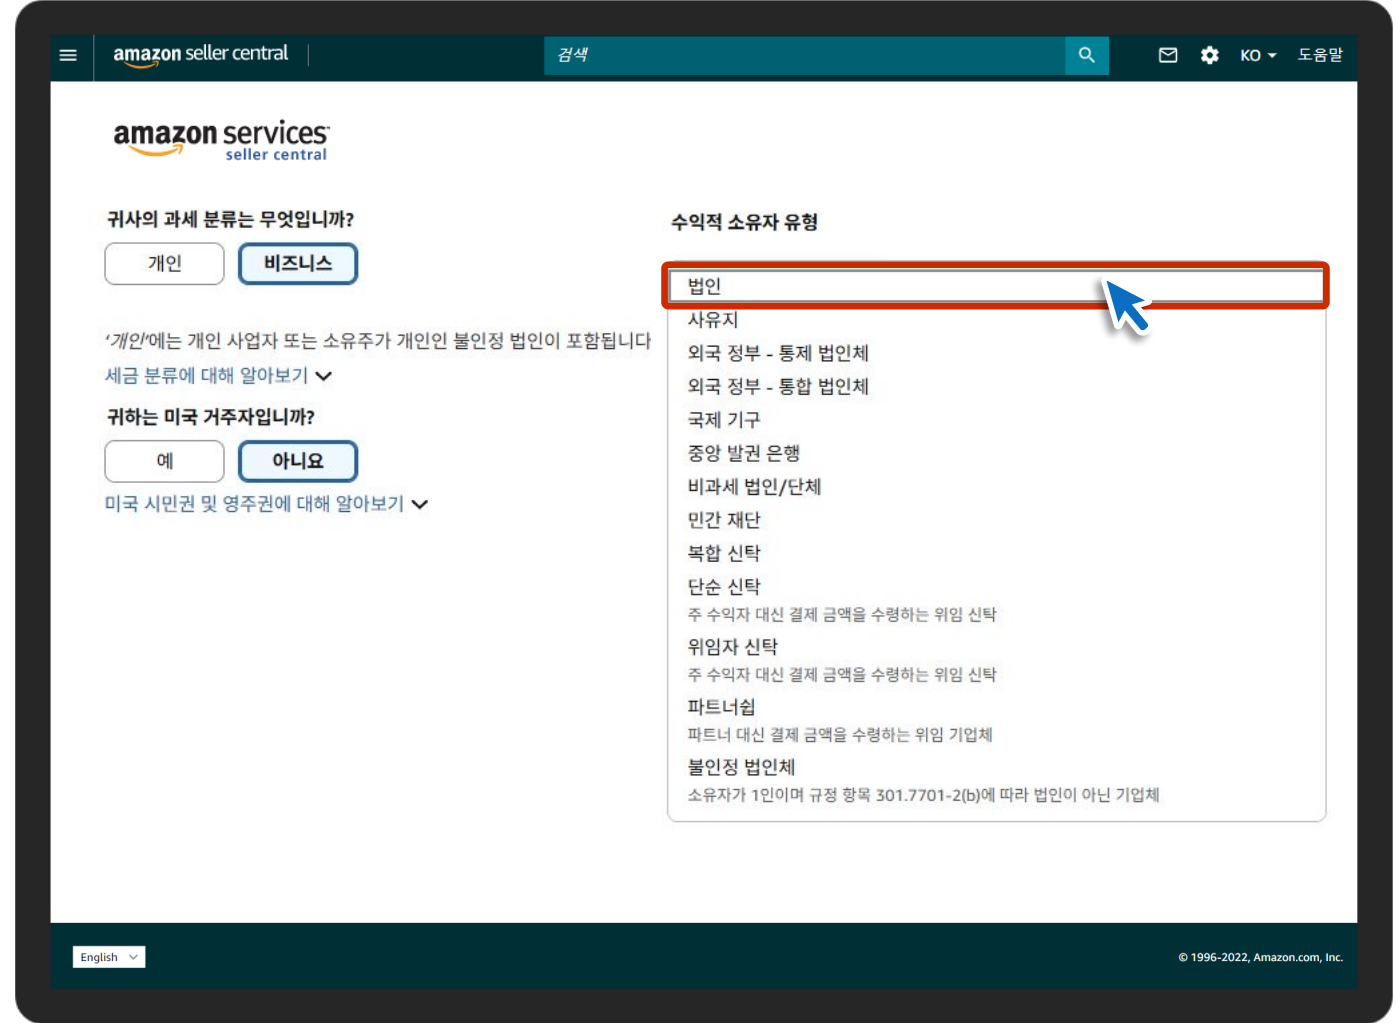 amazon seller central
검색
KO
도움말
amazon services
seller central
귀사의 과세 분류는 무엇입니까?
개인
비즈니스
‘개인’에는 개인 사업자 또는 소유주가 개인인 불인정 법인이 포함됩니다
세금 분류에 대해 알아보기
귀하는 미국 거주자입니까?
예
아니요
미국 시민권 및 영주권에 대해 알아보기
수익적 소유자 유형
법인
사유지
외국 정부 - 통제 법인체
외국 정부 - 통합 법인체
국제 기구
중앙 발권 은행
비과세 법인/단체
민간 재단
복합 신탁
단순 신탁
주 수익자 대신 결제 금액을 수령하는 위임 신탁
위임자 신탁
주 수익자 대신 결제 금액을 수령하는 위임 신탁
파트너쉽
파트너 대신 결제 금액을 수령하는 위임 기업체
불인정 법인체
소유자가 1인이며 규정 항목 301.7701-2(b)에 따라 법인이 아닌 기업체
English
© 1996-2022, Amazon.com, Inc.